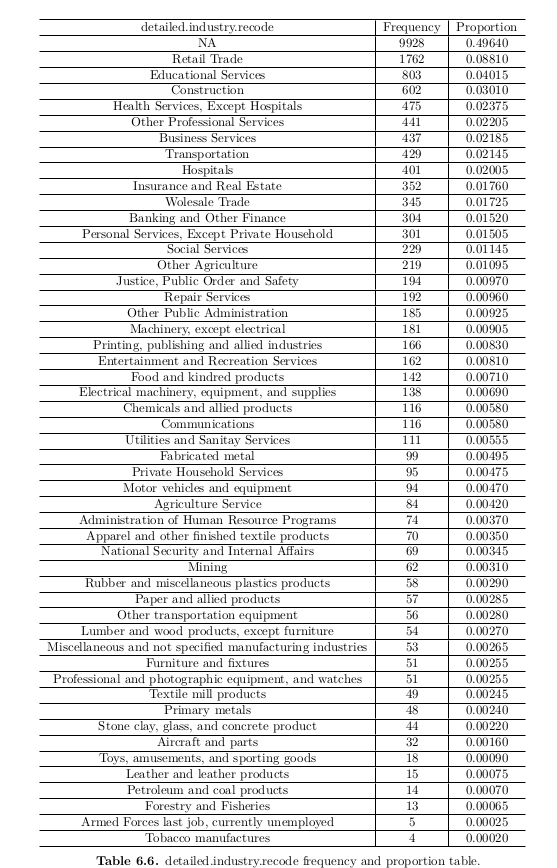 detailed.industry.recode Frequency Proportion
NA 9928 0.49640
Retail Trade 1762 0.08810
Educational Services 803 0.04015
Construction 602 0.03010
Health Services, Except Hospitals 475 0.02375
Other Professional Services 441 0.02205
Business Services 437 0.02185
Transportation 429 0.02145
Hospitals 401 0.02005
Insurance and Real Estate 352 0.01760
Wolesale Trade 345 0.01725
Banking and Other Finance 304 0.01520
Personal Services, Except Private Household 301 0.01505
Social Services 229 0.01145
Other Agriculture 219 0.01095
Justice, Public Order and Safety 194 0.00970
Repair Services 192 0.00960
Other Public Administration 185 0.00925
Machinery, except electrical 181 0.00905
Printing, publishing and allied industries 166 0.00830
Entertainment and Recreation Services 162 0.00810
Food and kindred products 142 0.00710
Electrical machinery, equipment, and supplies 138 0.00690
Chemicals and allied products 116 0.00580
Communications 116 0.00580
Utilities and Sanitay Services 111 0.00555
Fabricated metal 99 0.00495
Private Household Services 95 0.00475
Motor vehicles and equipment 94 0.00470
Agriculture Service 84 0.00420
Administration of Human Resource Programs 74 0.00370
Apparel and other finished textile products 70 0.00350
National Security and Internal Affairs 69 0.00345
Mining 62 0.00310
Rubber and miscellaneous plastics products 58 0.00290
Paper and allied products 57 0.00285
Other transportation equipment 56 0.00280
Lumber and wood products, except furniture 54 0.00270
Miscellaneous and not specified manufacturing industries 53 0.00265
Furniture and fixtures 51 0.00255
Professional and photographic equipment, and watches 51 0.00255
Textile mill products 49 0.00245
Primary metals 48 0.00240
Stone clay, glass, and concrete product 44 0.00220
Aircraft and parts 32 0.00160
Toys, amusements, and sporting goods 18 0.00090
Leather and leather products 15 0.00075
Petroleum and coal products 14 0.00070
Forestry and Fisheries 13 0.00065
Armed Forces last job, currently unemployed 5 0.00025
Tobacco manufactures 4 0.00020
Table 6.6. detailed.industry.recode frequency and proportion table.